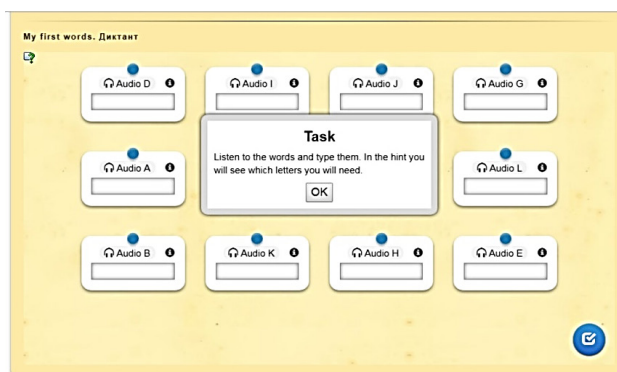 My first words. Диктант
Audio D
Audio I
Audio J
Audio G
Task
Listen to the words and type them. In the hint you
will see which letters you will need.
OK
Audio A
Audio L
Audio B
Audio K
Audio H
Audio E